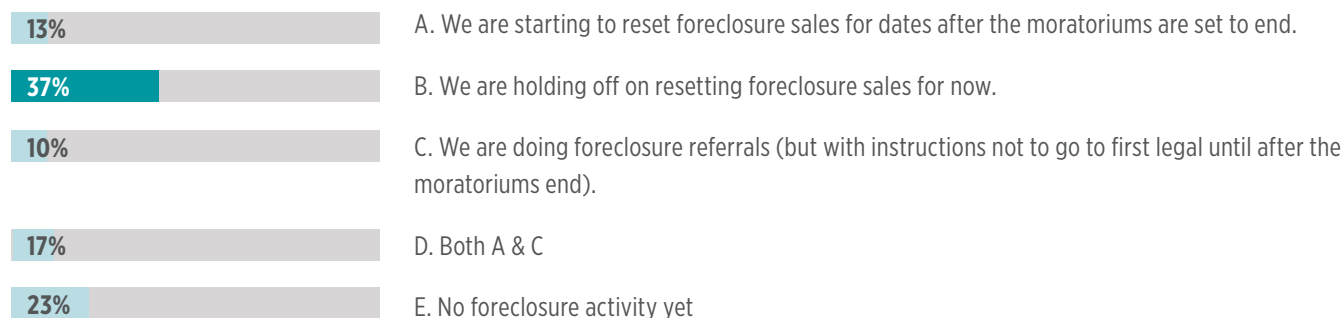 13% A. We are starting to reset foreclosure sales for dates after the moratoriums are set to end.
37% B. We are holding off on resetting foreclosure sales for now.
10% C. We are doing foreclosure referrals (but with instructions not to go to first legal until after the
moratoriums end).
17% D. Both A & C
23% E. No foreclosure activity yet